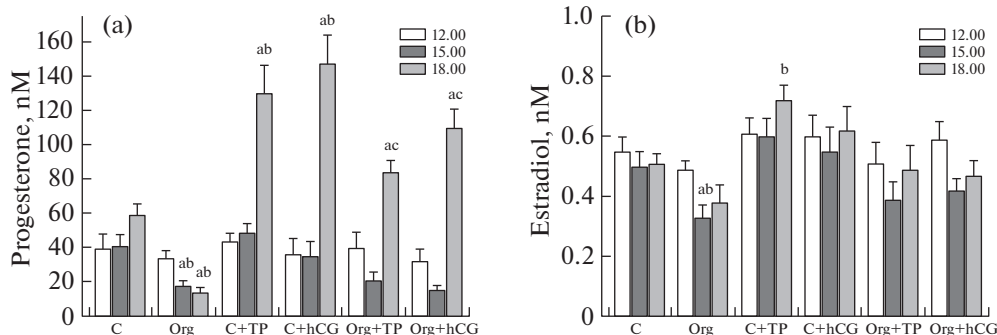 (a)
Progesterone, nM
160
140
120
100
80
60
40
20
0
12.00
15.00
18.00
ab
ab
ab
ab
ac
ac
C Org C+TP C+hCG Org+TP Org+hCG
(b)
Estradiol, nM
1.0
0.8
0.6
0.4
0.2
0
12.00
15.00
18.00
ab
b
C Org C+TP C+hCG Org+TP Org+hCG